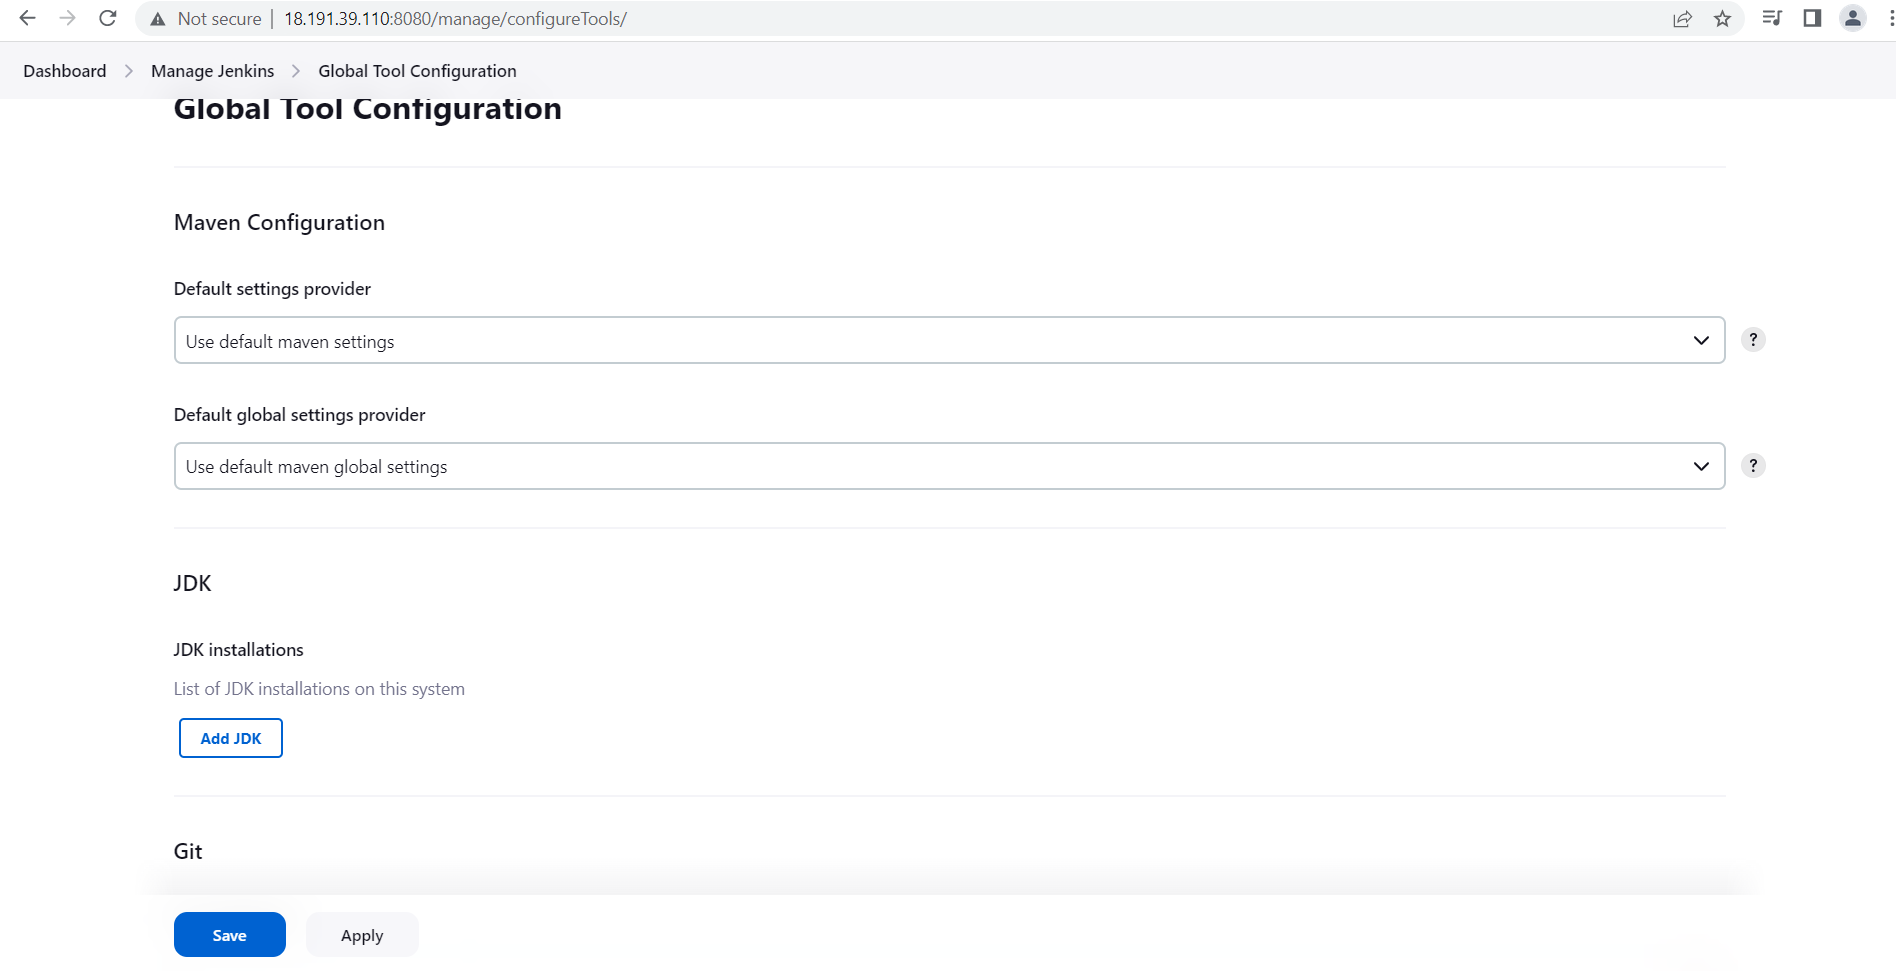 Not secure 18.191.39.110:8080/manage/configureTools/
Dashboard Manage Jenkins Global Tool Configuration
Global Tool Configuration
Maven Configuration
Default settings provider
Use default maven settings
?
Default global settings provider
Use default maven global settings
?
JDK
JDK installations
List of JDK installations on this system
Add JDK
Git
Save Apply